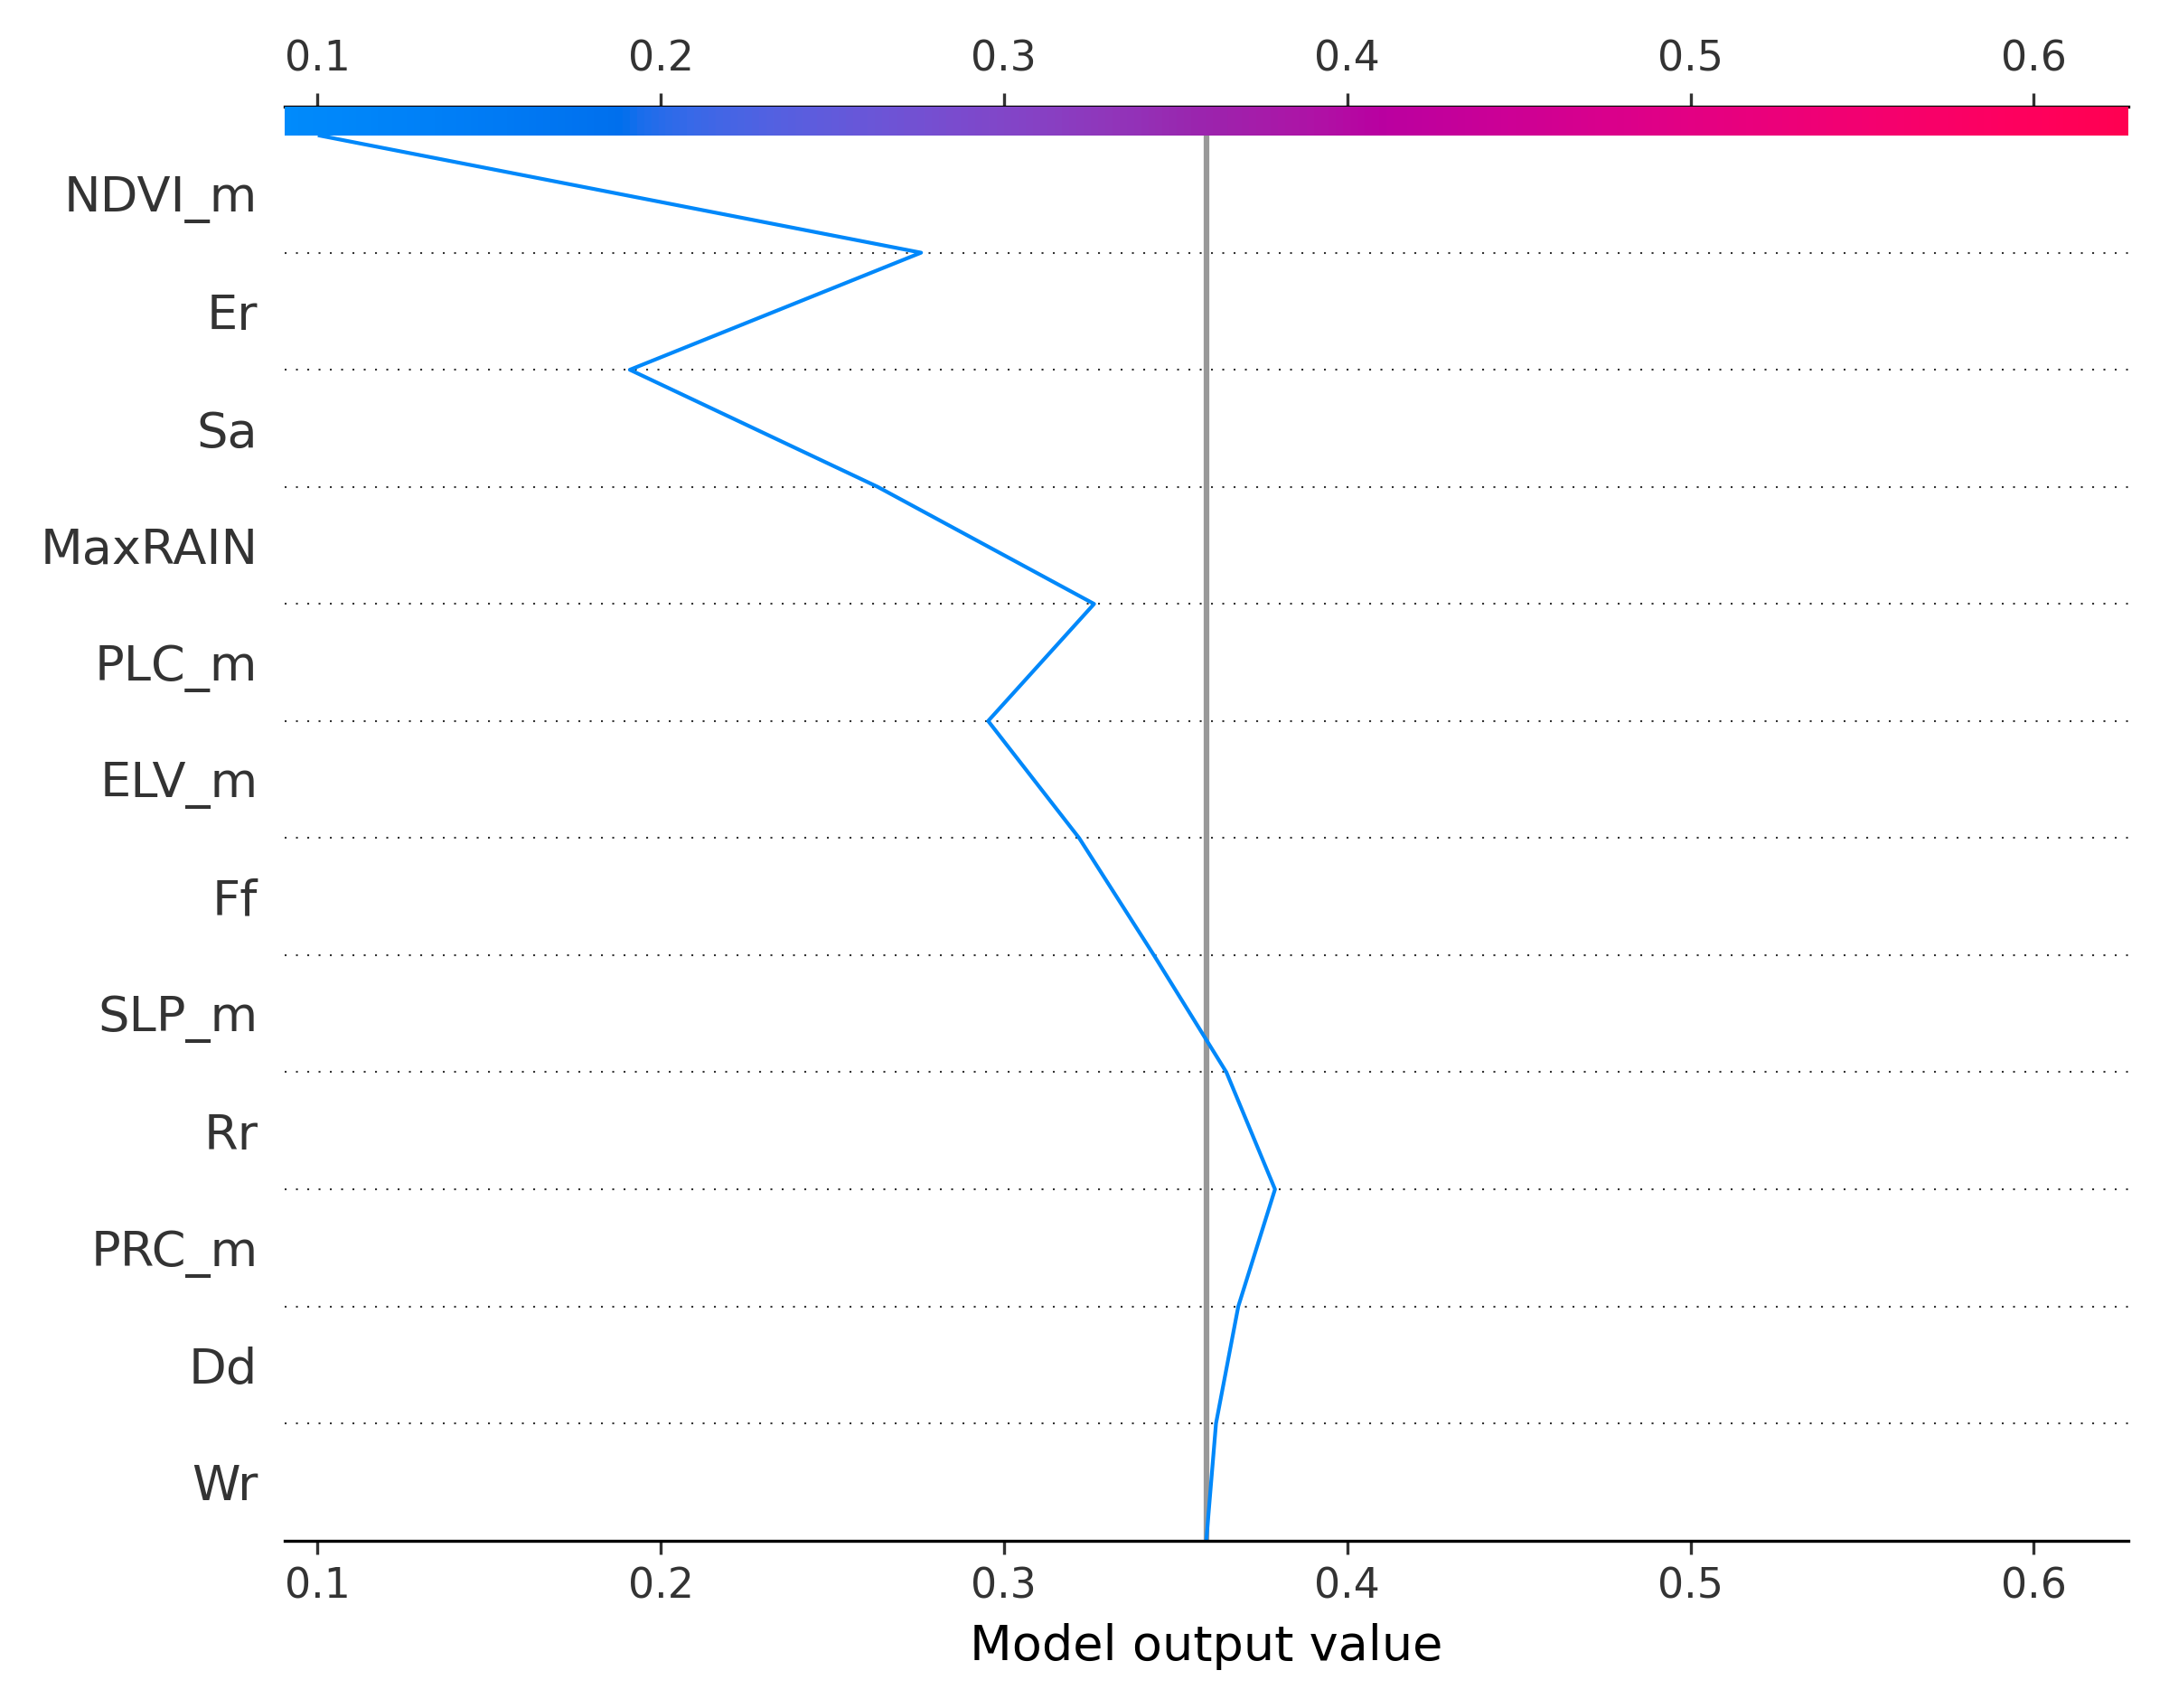 0.1 0.2 0.3 0.4 0.5 0.6
NDVI_m
Er
Sa
MaxRAIN
PLC_m
ELV_m
Ff
SLP_m
Rr
PRC_m
Dd
Wr
0.1 0.2 0.3 0.4 0.5 0.6
Model output value